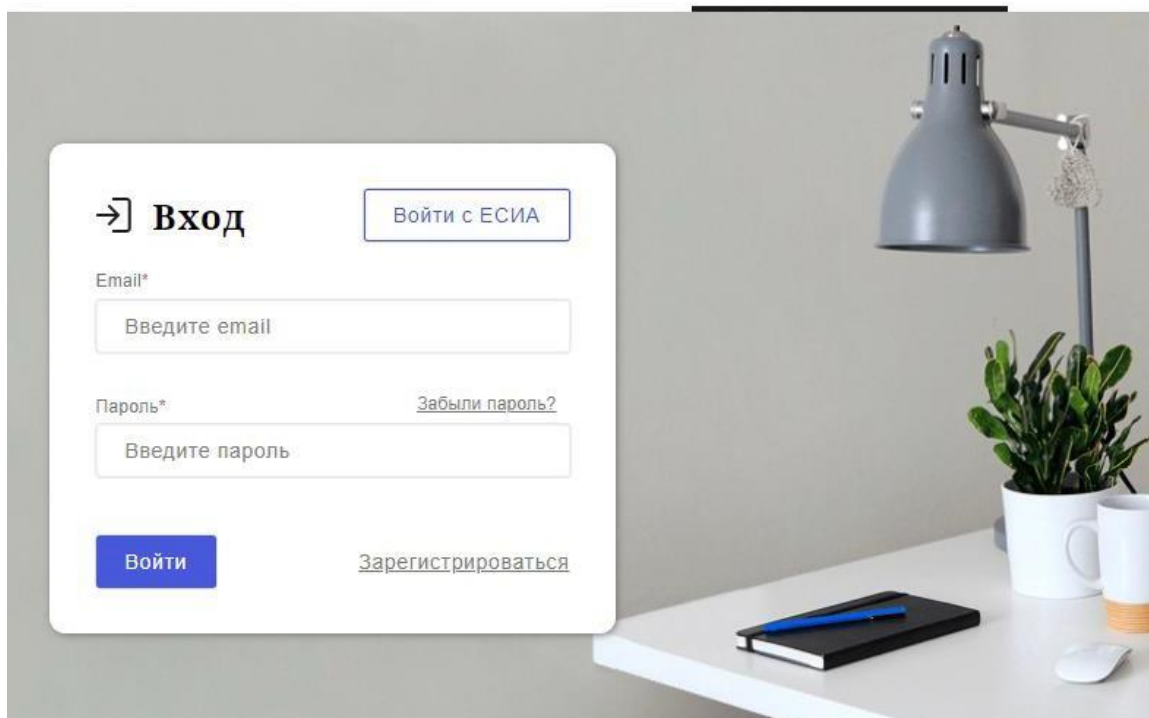 Вход
Войти с ЕСИА
Email*
Введите email
Пароль*
Забыли пароль?
Введите пароль
Войти
Зарегистрироваться